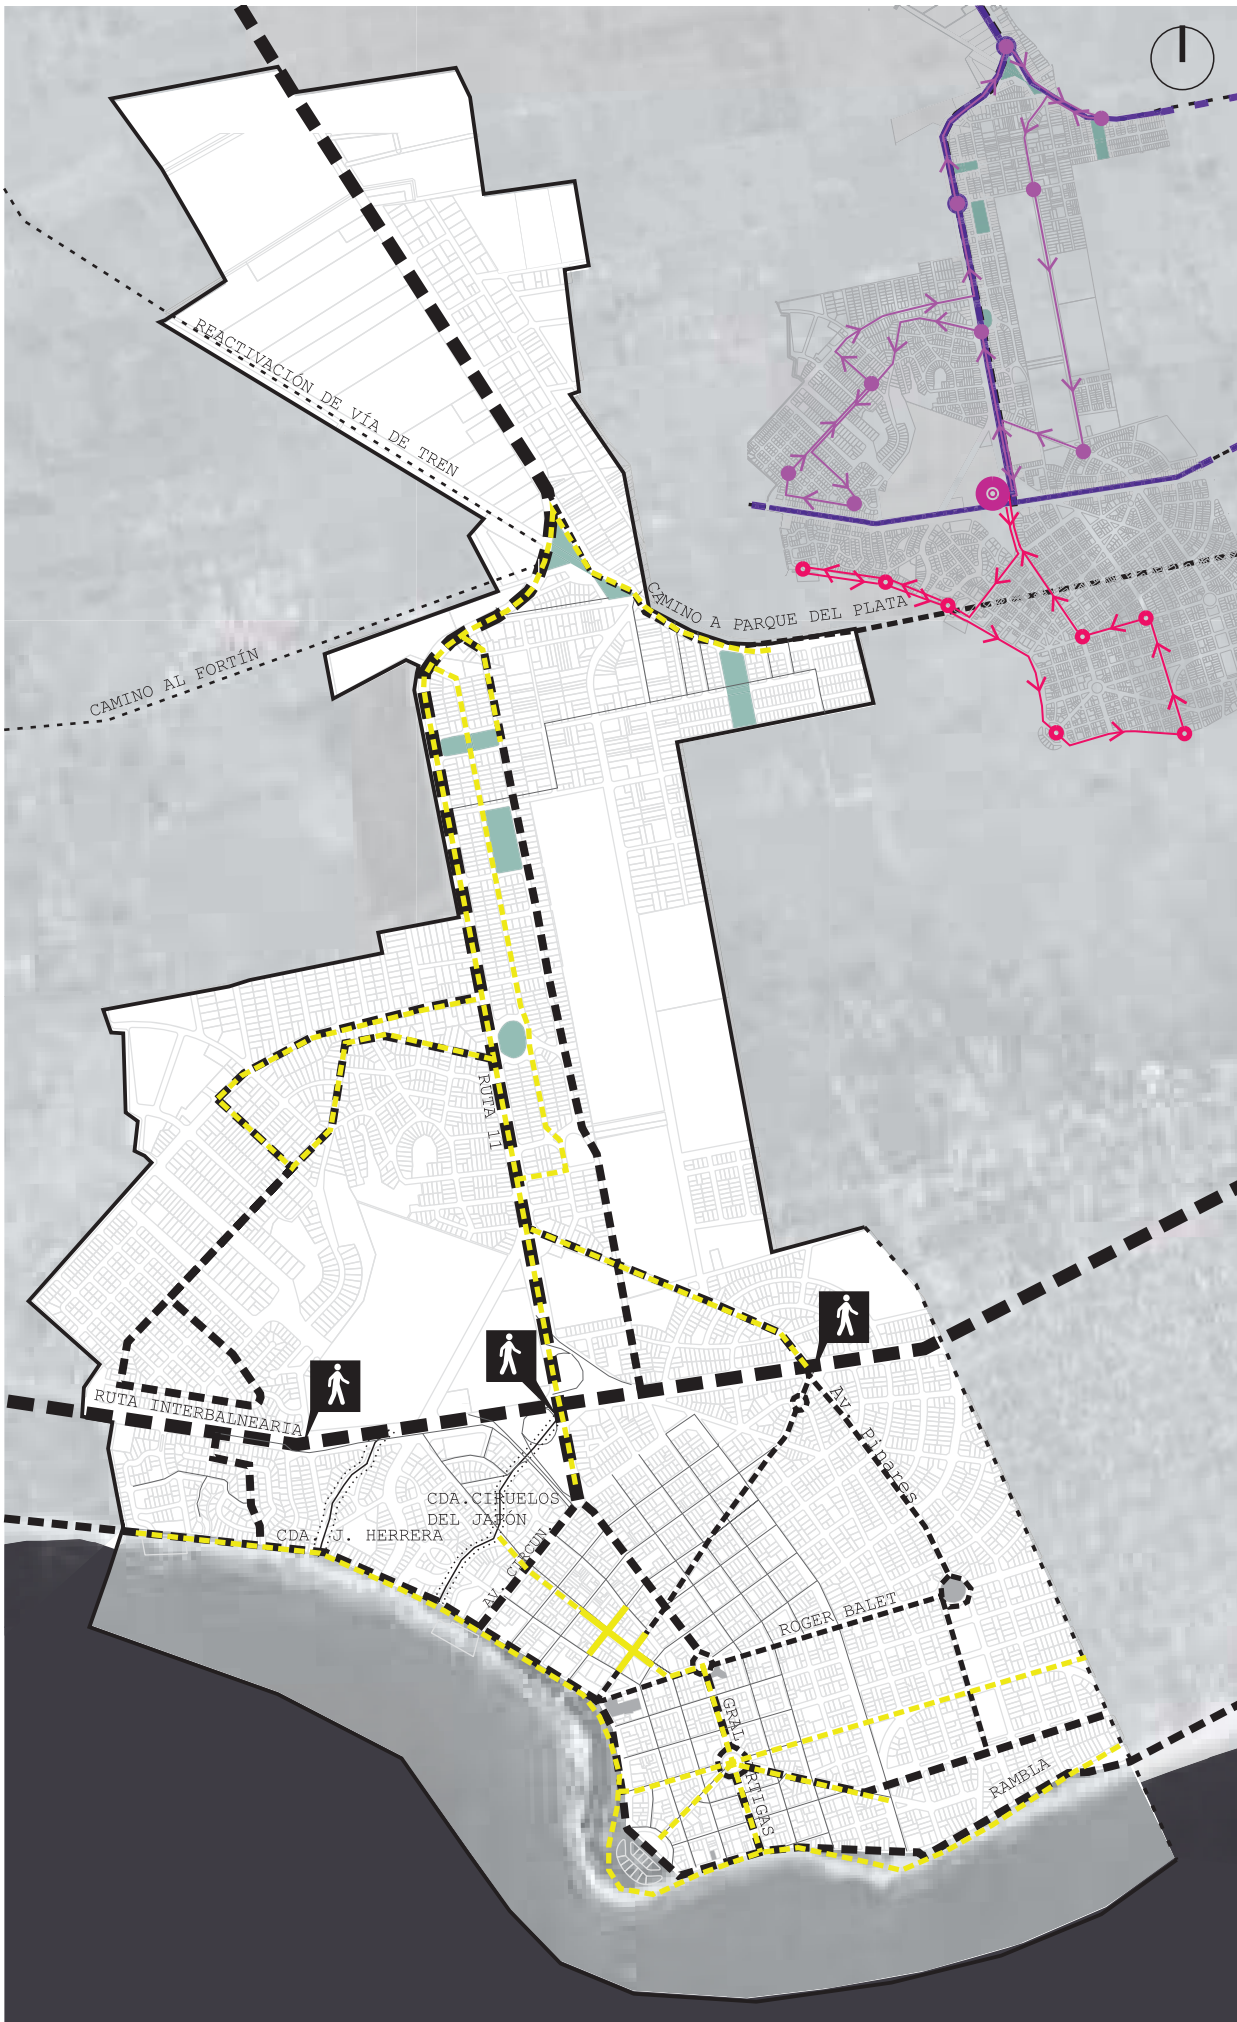 REACTIVACIÓN DE VÍA DE TREN
CAMINO A PARQUE DEL PLATA
CAMINO AL FORTÍN
RUTA 11
RUTA INTERBALNEARIA
Av. Pinares
CDA.CIRUELOS
DEL JAPÓN
CDA. J. HERRERA
AV. CIRCUN
ROGER BALET
GRAL ARTIGAS
RAMBLA